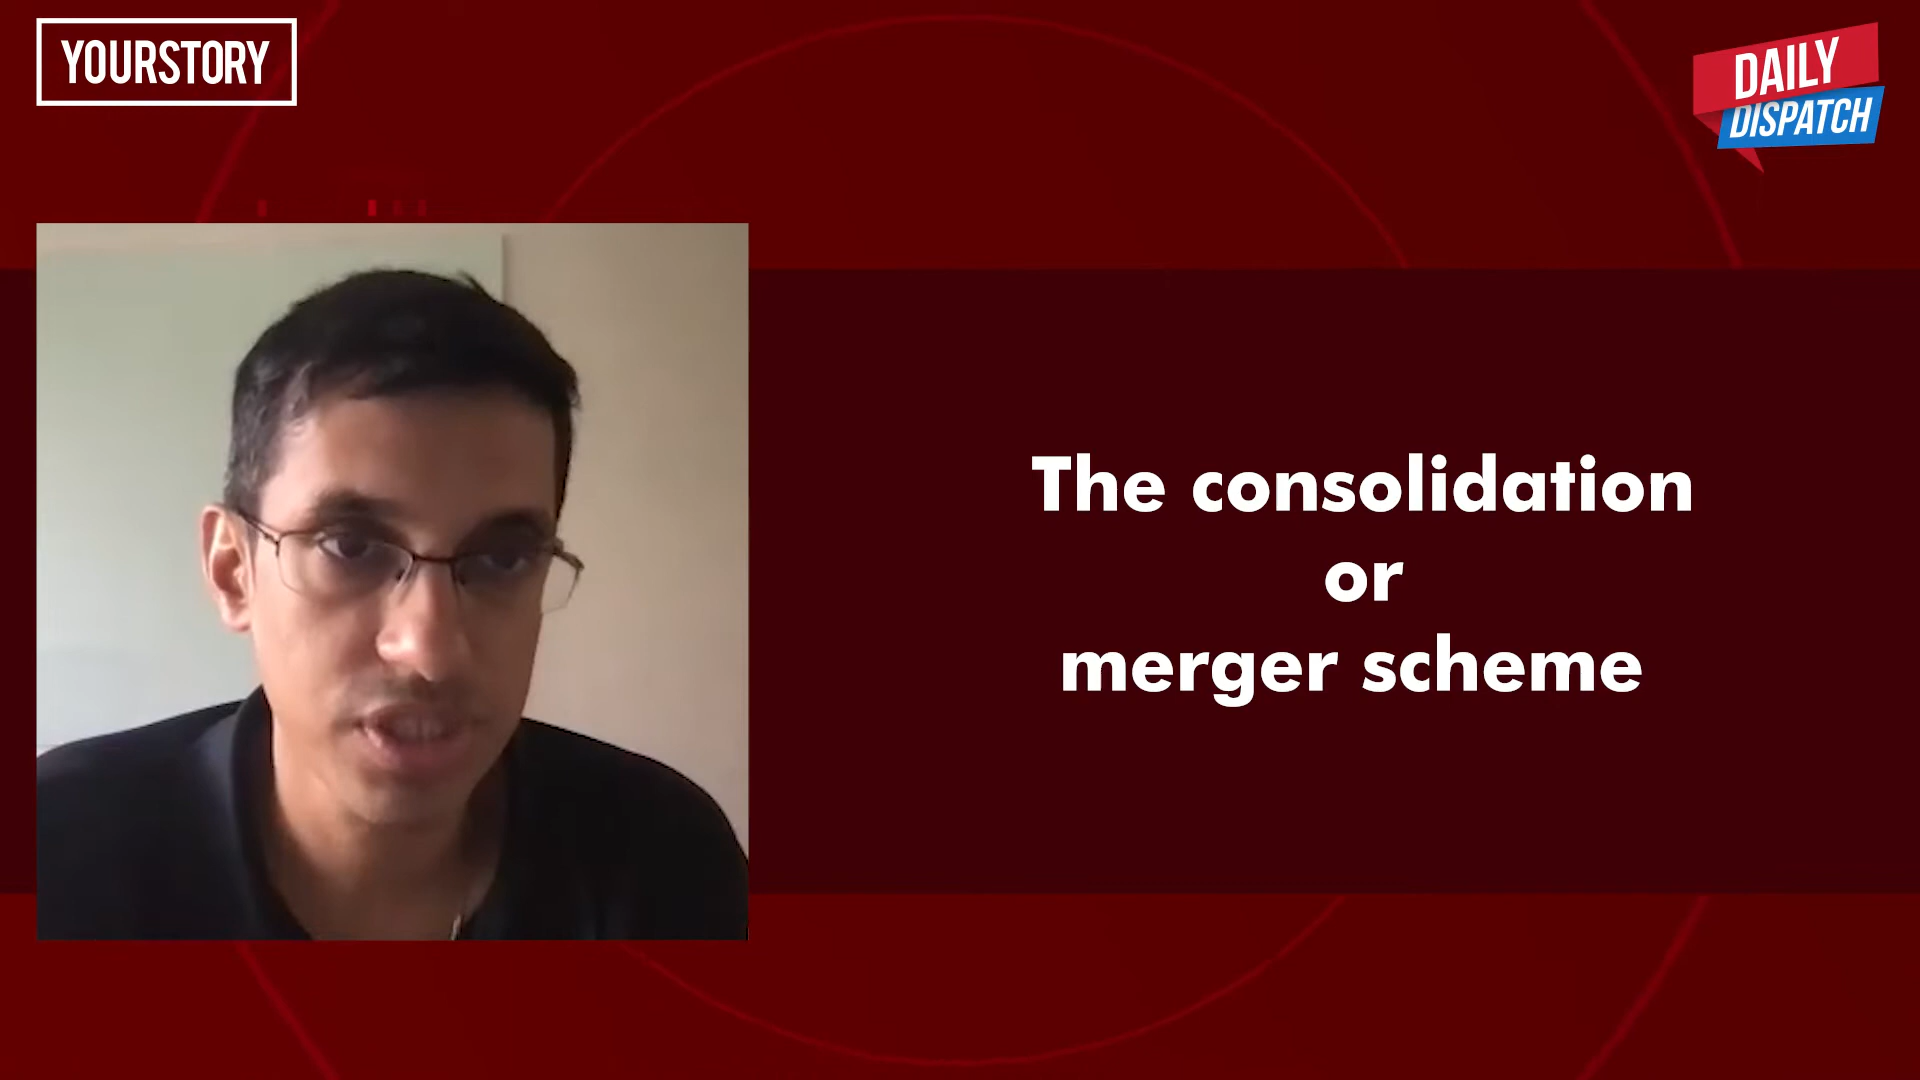 YOURSTORY
DAILY
DISPATCH
The consolidation
or
merger scheme